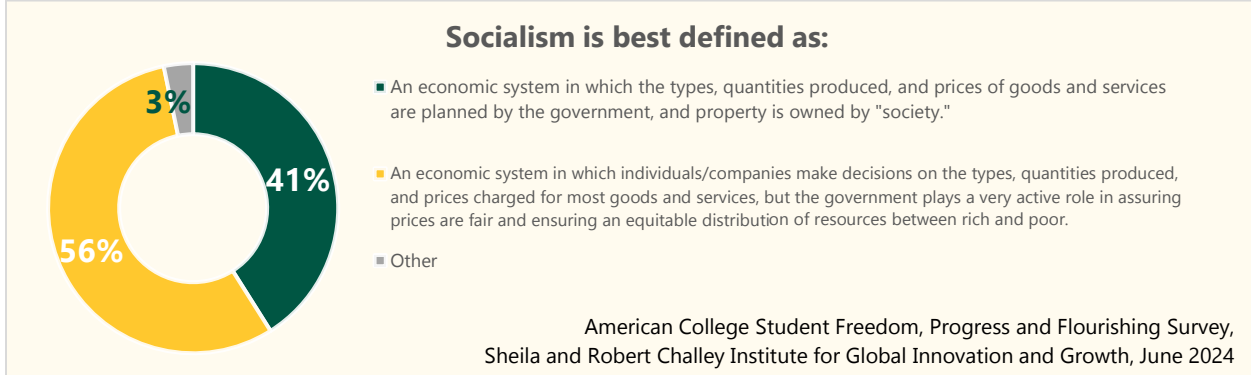 Socialism is best defined as:
3%
41%
56%
An economic system in which the types, quantities produced, and prices of goods and services
are planned by the government, and property is owned by "society."
An economic system in which individuals/companies make decisions on the types, quantities produced,
and prices charged for most goods and services, but the government plays a very active role in assuring
prices are fair and ensuring an equitable distribution of resources between rich and poor.
Other
American College Student Freedom, Progress and Flourishing Survey,
Sheila and Robert Challey Institute for Global Innovation and Growth, June 2024